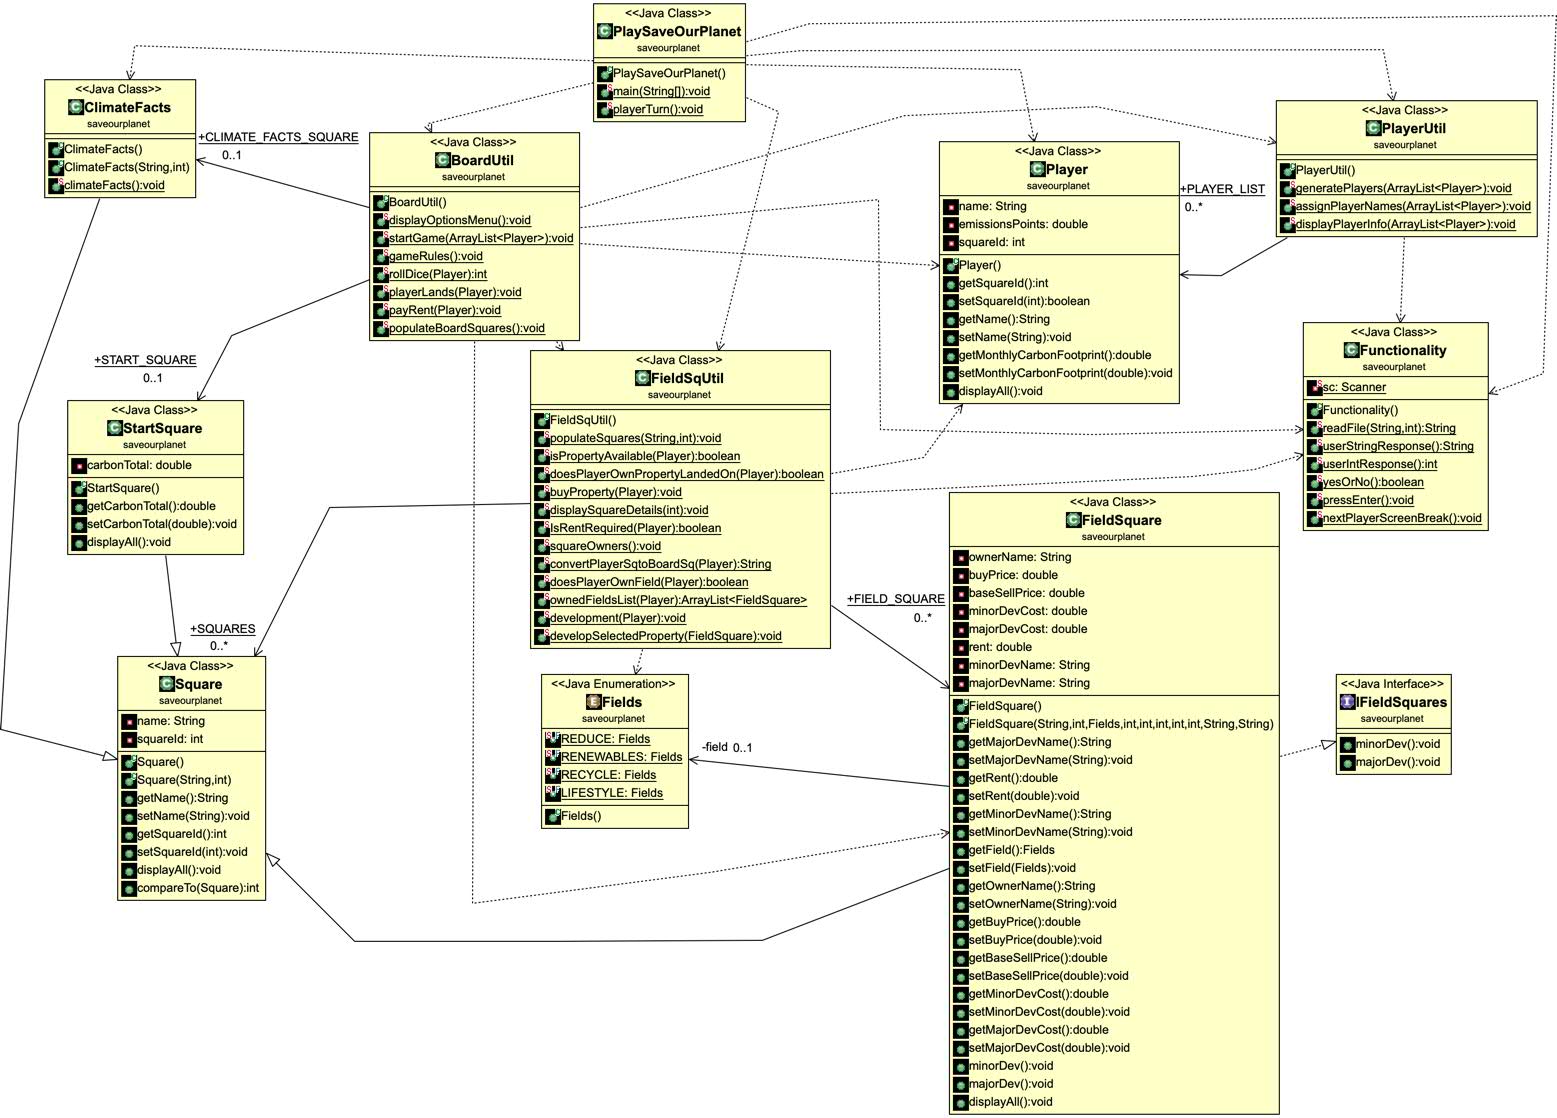 <<Java Class>>
PlaySaveOurPlanet
saveourplanet
PlaySaveOurPlanet()
main(String[]):void
playerTurn():void
<<Java Class>>
ClimateFacts
saveourplanet
ClimateFacts()
ClimateFacts(String,int)
climateFacts():void
+CLIMATE_FACTS_SQUARE
0..1
<<Java Class>>
BoardUtil
saveourplanet
BoardUtil()
displayOptionsMenu():void
startGame(ArrayList<Player>):void
gameRules():void
rollDice(Player):int
playerLands(Player):void
payRent(Player):void
populateBoardSquares():void
<<Java Class>>
Player
saveourplanet
name: String
emissionsPoints: double
squareId: int
Player()
getSquareId():int
setSquareId(int):boolean
getName():String
setName(String):void
getMonthlyCarbonFootprint():double
setMonthlyCarbonFootprint(double):void
displayAll():void
+PLAYER_LIST
0..*
<<Java Class>>
PlayerUtil
saveourplanet
PlayerUtil()
generatePlayers(ArrayList<Player>):void
assignPlayerNames(ArrayList<Player>):void
displayPlayerInfo(ArrayList<Player>):void
<<Java Class>>
Functionality
saveourplanet
sc: Scanner
Functionality()
readFile(String,int):String
userStringResponse():String
userIntResponse():int
yesOrNo():boolean
pressEnter():void
nextPlayerScreenBreak():void
+START_SQUARE
0..1
<<Java Class>>
StartSquare
saveourplanet
carbonTotal: double
StartSquare()
getCarbonTotal():double
setCarbonTotal(double):void
displayAll():void
<<Java Class>>
FieldSqUtil
saveourplanet
FieldSqUtil()
populateSquares(String,int):void
isPropertyAvailable(Player):boolean
doesPlayerOwnPropertyLandedOn(Player):boolean
buyProperty(Player):void
displaySquareDetails(int):void
IsRentRequired(Player):boolean
squareOwners():void
convertPlayerSqtoBoardSq(Player):String
doesPlayerOwnField(Player):boolean
ownedFieldsList(Player):ArrayList<FieldSquare>
development(Player):void
developSelectedProperty(FieldSquare):void
+SQUARES
0..*
+FIELD_SQUARE
0..*
<<Java Class>>
Square
saveourplanet
name: String
squareId: int
Square()
Square(String,int)
getName():String
setName(String):void
getSquareId():int
setSquareId(int):void
displayAll():void
compareTo(Square):int
<<Java Enumeration>>
Fields
saveourplanet
REDUCE: Fields
RENEWABLES: Fields
RECYCLE: Fields
LIFESTYLE: Fields
Fields()
-field 0..1
<<Java Class>>
FieldSquare
saveourplanet
ownerName: String
buyPrice: double
baseSellPrice: double
minorDevCost: double
majorDevCost: double
rent: double
minorDevName: String
majorDevName: String
FieldSquare()
FieldSquare(String,int,Fields,int,int,int,int,int,String,String)
getMajorDevName():String
setMajorDevName(String):void
getRent():double
setRent(double):void
getMinorDevName():String
setMinorDevName(String):void
getField():Fields
setField(Fields):void
getOwnerName():String
setOwnerName(String):void
getBuyPrice():double
setBuyPrice(double):void
getBaseSellPrice():double
setBaseSellPrice(double):void
getMinorDevCost():double
setMinorDevCost(double):void
getMajorDevCost():double
setMajorDevCost(double):void
minorDev():void
majorDev():void
displayAll():void
<<Java Interface>>
IFieldSquares
saveourplanet
minorDev():void
majorDev():void